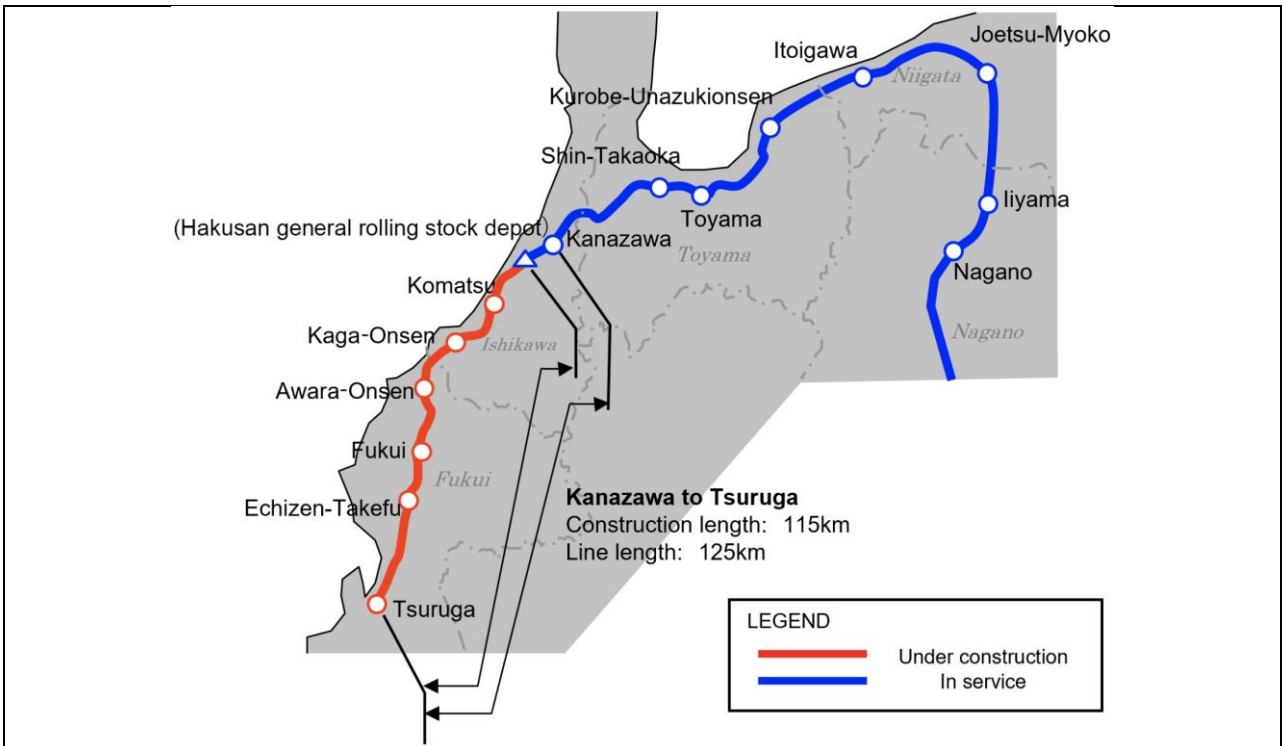 Joetsu-Myoko
Itoigawa
Niigata
Kurobe-Unazukionsen
Shin-Takaoka
Toyama
Iiyama
(Hakusan general rolling stock depot)
Kanazawa
Toyama
Nagano
Komatsu
Kaga-Onsen
Ishikawa
Nagano
Awara-Onsen
Fukui
Fukui
Echizen-Takefu
Kanazawa to Tsuruga
Construction length: 115km
Line length: 125km
Tsuruga
LEGEND
Under construction
In service